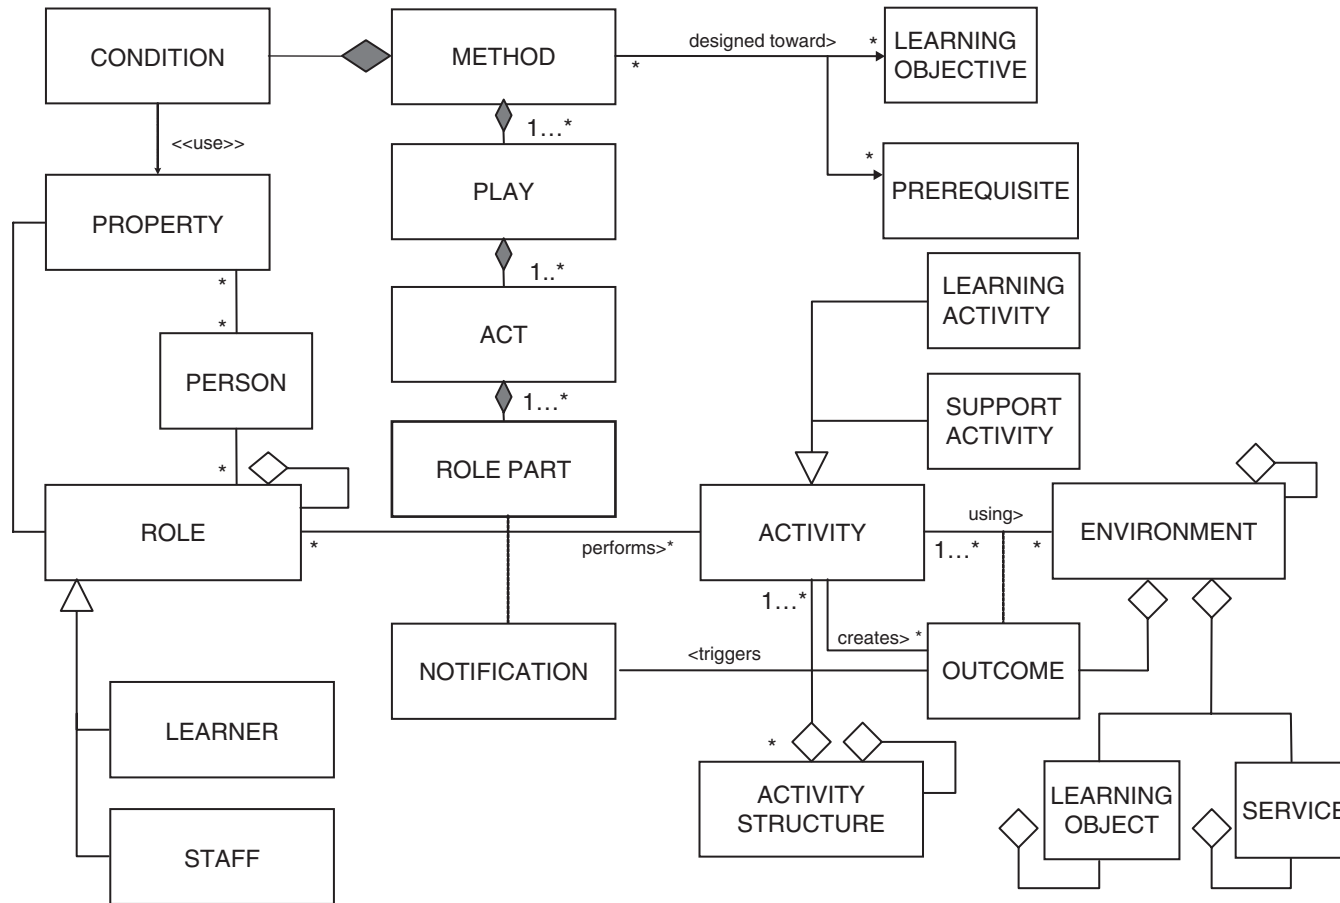 CONDITION
METHOD
designed toward>
*
*
LEARNING
OBJECTIVE
<<use>>
1...*
PLAY
*
PREREQUISITE
PROPERTY
*
*
1..*
LEARNING
ACTIVITY
ACT
PERSON
1...*
SUPPORT
ACTIVITY
*
ROLE PART
ROLE
*
performs>*
ACTIVITY
using>
1...*
*
ENVIRONMENT
1...*
NOTIFICATION
<triggers
creates> *
OUTCOME
LEARNER
*
ACTIVITY
STRUCTURE
LEARNING
OBJECT
SERVICE
STAFF